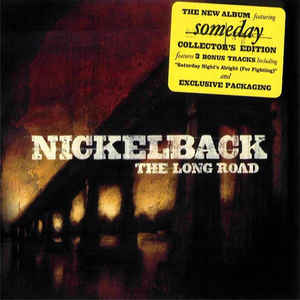 THE NEW ALBUM featuring
someday
COLLECTOR'S EDITION
features 3 BONUS TRACKS including
"Saturday Night's Alright (For Fighting)"
and
EXCLUSIVE PACKAGING
NICKELBACK
THE LONG ROAD